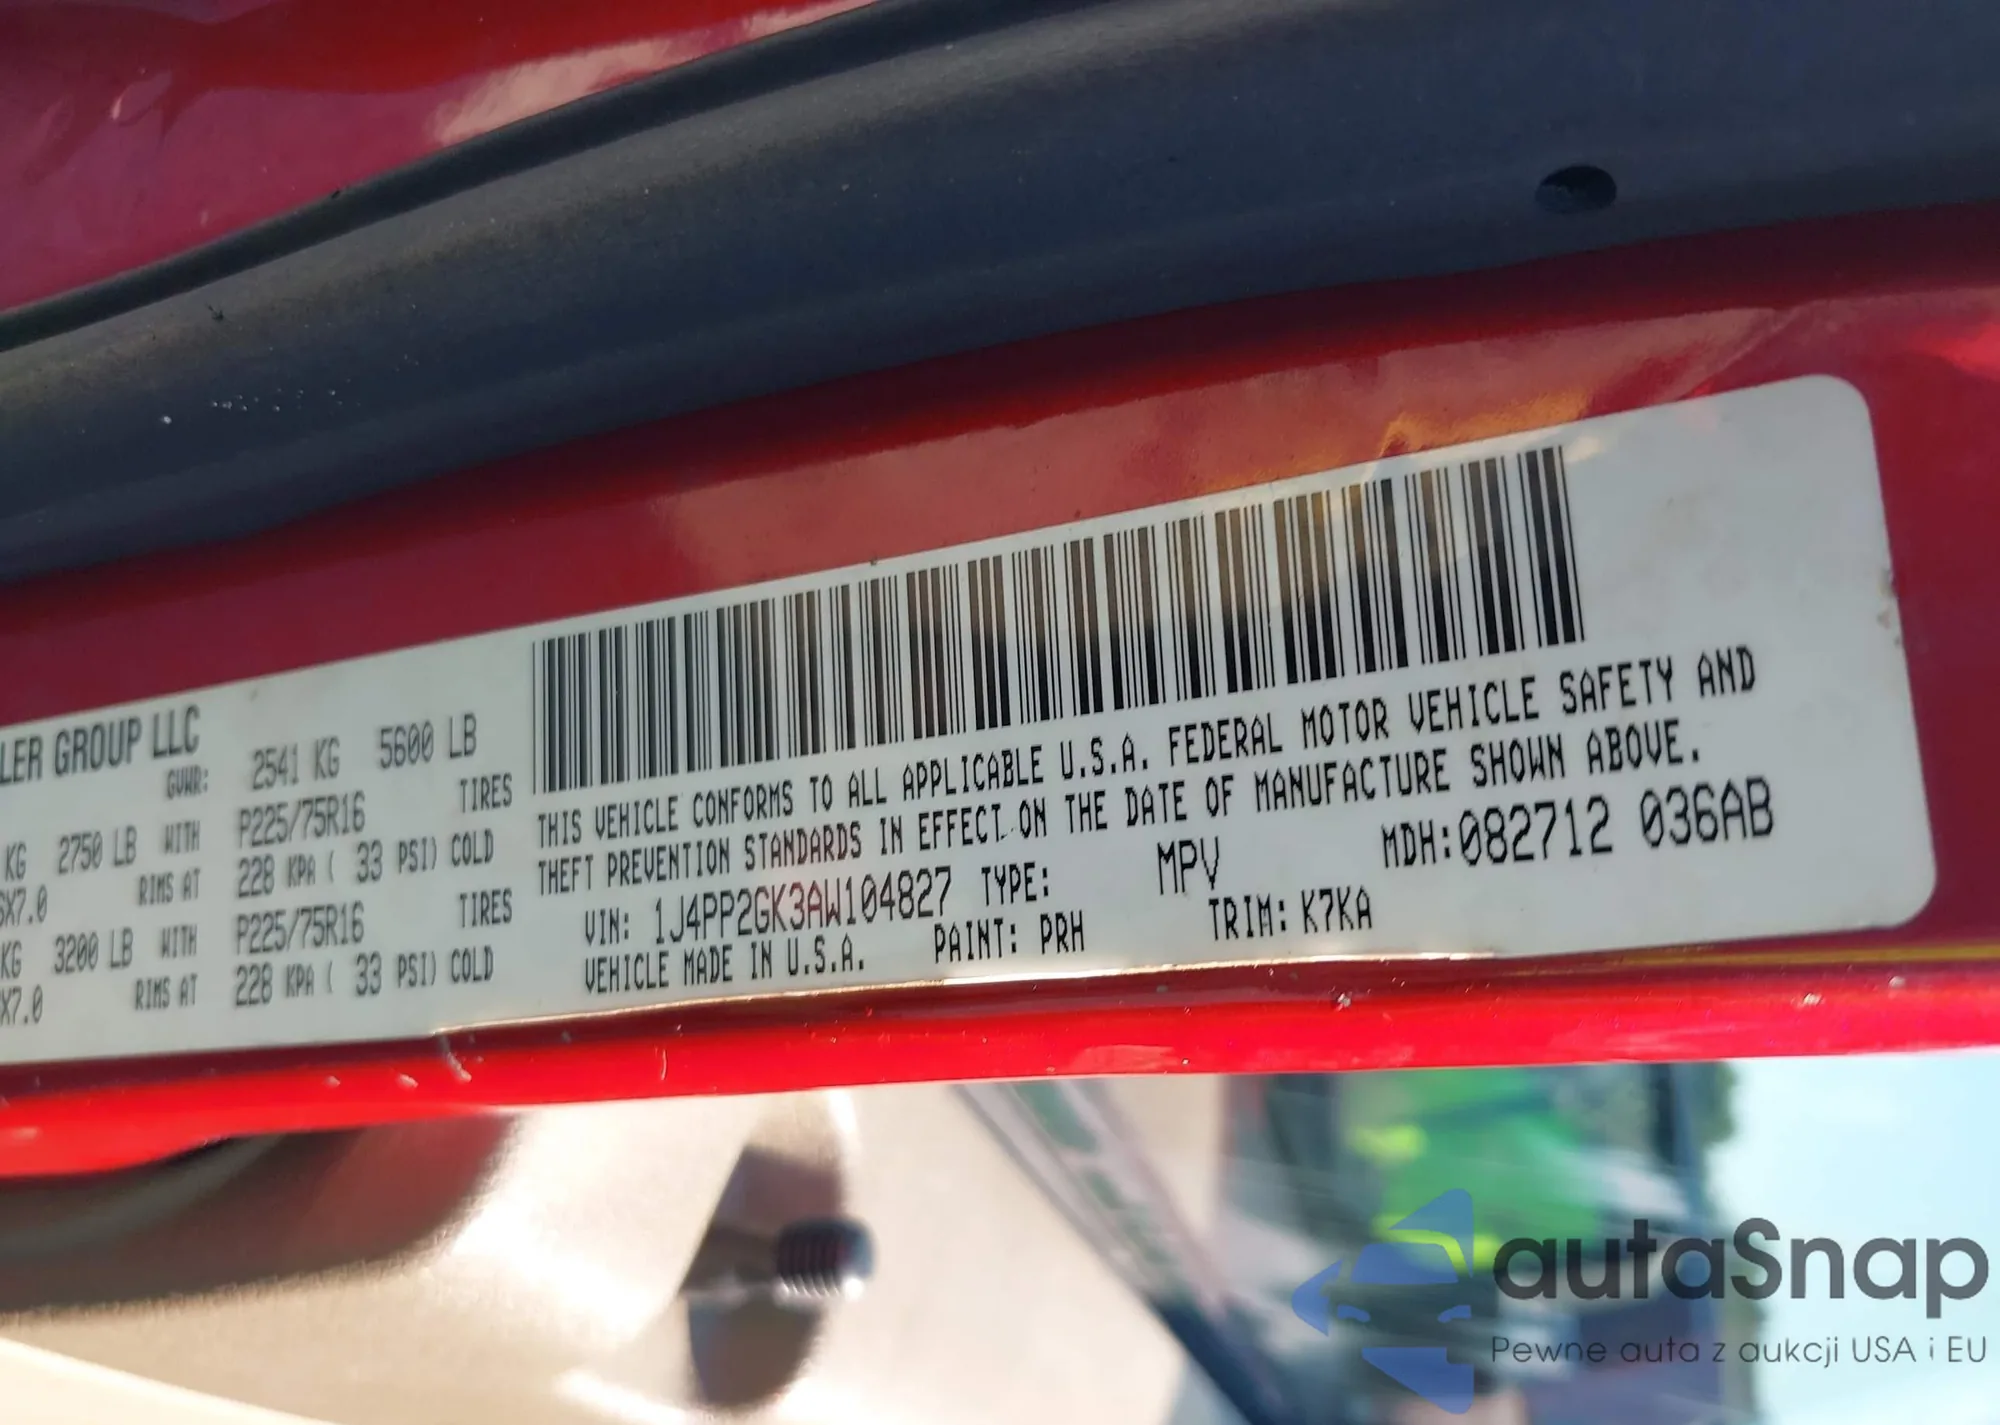 LER GROUP LLC
GVWR: 2541 KG 5600 LB
KG 2750 LB WITH P225/75R16 TIRES
X7.0 RIMS AT 228 KPA ( 33 PSI) COLD
KG 3200 LB WITH P225/75R16 TIRES
X7.0 RIMS AT 228 KPA ( 33 PSI) COLD
THIS VEHICLE CONFORMS TO ALL APPLICABLE U.S.A. FEDERAL MOTOR VEHICLE SAFETY AND
THEFT PREVENTION STANDARDS IN EFFECT ON THE DATE OF MANUFACTURE SHOWN ABOVE.
VIN: 1J4PP2GK3AW104827 TYPE: MPV MDH:082712 036AB
VEHICLE MADE IN U.S.A. PAINT: PRH TRIM: K7KA
autaSnap
Pewne auta z aukcji USA i EU